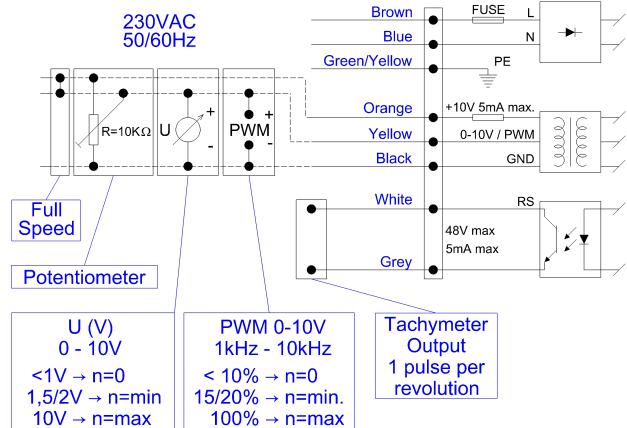 230VAC
50/60Hz
Brown
FUSE
L
Blue
N
Green/Yellow
PE
Orange
+10V 5mA max.
Yellow
0-10V / PWM
Black
GND
R=10KΩ
U
+
-
PWM
+
-
White
RS
48V max
5mA max
Grey
Full
Speed
Potentiometer
U (V)
0 - 10V
<1V → n=0
1,5/2V → n=min
10V → n=max
PWM 0-10V
1kHz - 10kHz
< 10% → n=0
15/20% → n=min.
100% → n=max
Tachymeter
Output
1 pulse per
revolution